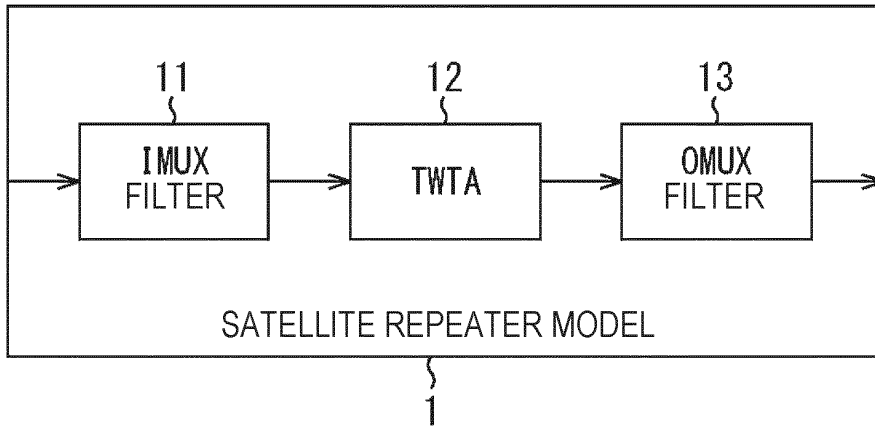 11
12
13
IMUX
FILTER
TWTA
OMUX
FILTER
SATELLITE REPEATER MODEL
1